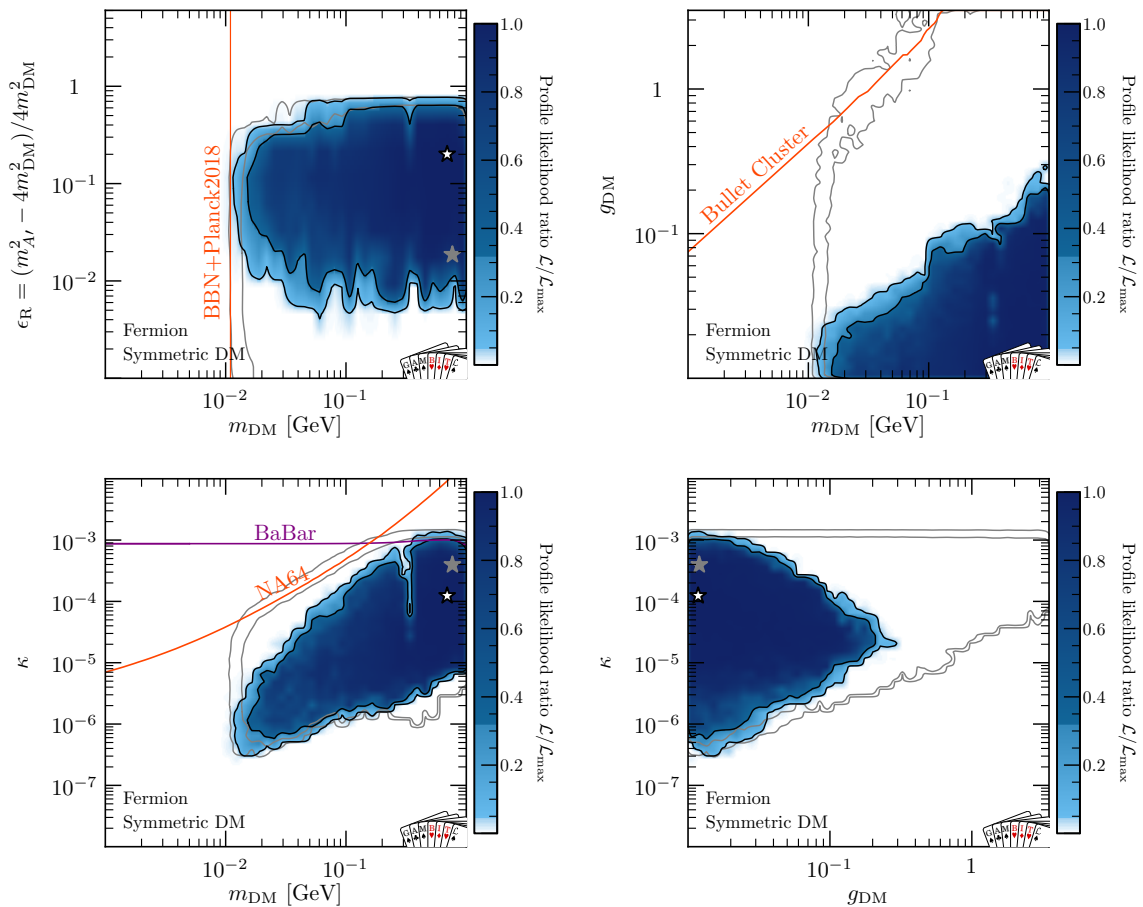 ϵ_R = (m²_A′ − 4m²_DM)/4m²_DM
1
10⁻¹
10⁻²
BBN+Planck2018
Fermion
Symmetric DM
GAMBIT
10⁻² 10⁻¹
m_DM [GeV]
1.0
0.8
0.6
0.4
0.2
Profile likelihood ratio ℒ/ℒ_max
g_DM
1
10⁻¹
Bullet Cluster
Fermion
Symmetric DM
GAMBIT
10⁻² 10⁻¹
m_DM [GeV]
1.0
0.8
0.6
0.4
0.2
Profile likelihood ratio ℒ/ℒ_max
κ
10⁻³
10⁻⁴
10⁻⁵
10⁻⁶
10⁻⁷
BaBar
NA64
Fermion
Symmetric DM
GAMBIT
10⁻² 10⁻¹
m_DM [GeV]
1.0
0.8
0.6
0.4
0.2
Profile likelihood ratio ℒ/ℒ_max
κ
10⁻³
10⁻⁴
10⁻⁵
10⁻⁶
10⁻⁷
Fermion
Symmetric DM
GAMBIT
10⁻¹ 1
g_DM
1.0
0.8
0.6
0.4
0.2
Profile likelihood ratio ℒ/ℒ_max